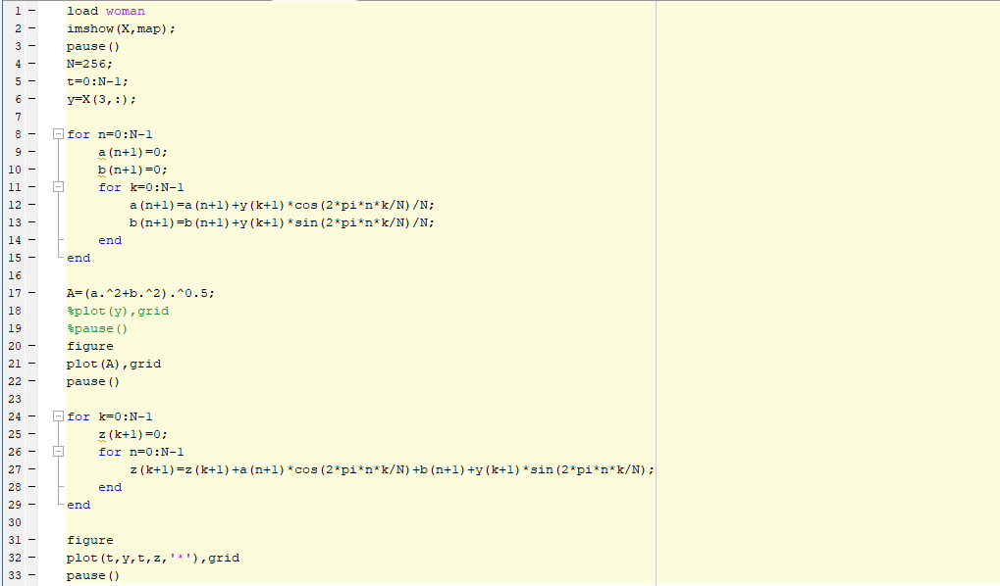 1 − load woman
2 − imshow(X,map);
3 − pause()
4 − N=256;
5 − t=0:N-1;
6 − y=X(3,:);
7
8 − for n=0:N-1
9 − a(n+1)=0;
10 − b(n+1)=0;
11 − for k=0:N-1
12 − a(n+1)=a(n+1)+y(k+1)*cos(2*pi*n*k/N)/N;
13 − b(n+1)=b(n+1)+y(k+1)*sin(2*pi*n*k/N)/N;
14 − end
15 − end
16
17 − A=(a.^2+b.^2).^0.5;
18 %plot(y),grid
19 %pause()
20 − figure
21 − plot(A),grid
22 − pause()
23
24 − for k=0:N-1
25 − z(k+1)=0;
26 − for n=0:N-1
27 − z(k+1)=z(k+1)+a(n+1)*cos(2*pi*n*k/N)+b(n+1)+y(k+1)*sin(2*pi*n*k/N);
28 − end
29 − end
30
31 − figure
32 − plot(t,y,t,z,'*'),grid
33 − pause()